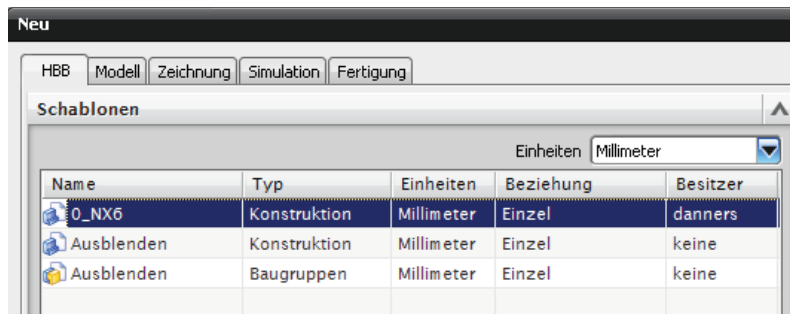 Neu
HBB Modell Zeichnung Simulation Fertigung
Schablonen
Einheiten Millimeter
Name Typ Einheiten Beziehung Besitzer
0_NX6 Konstruktion Millimeter Einzel danners
Ausblenden Konstruktion Millimeter Einzel keine
Ausblenden Baugruppen Millimeter Einzel keine